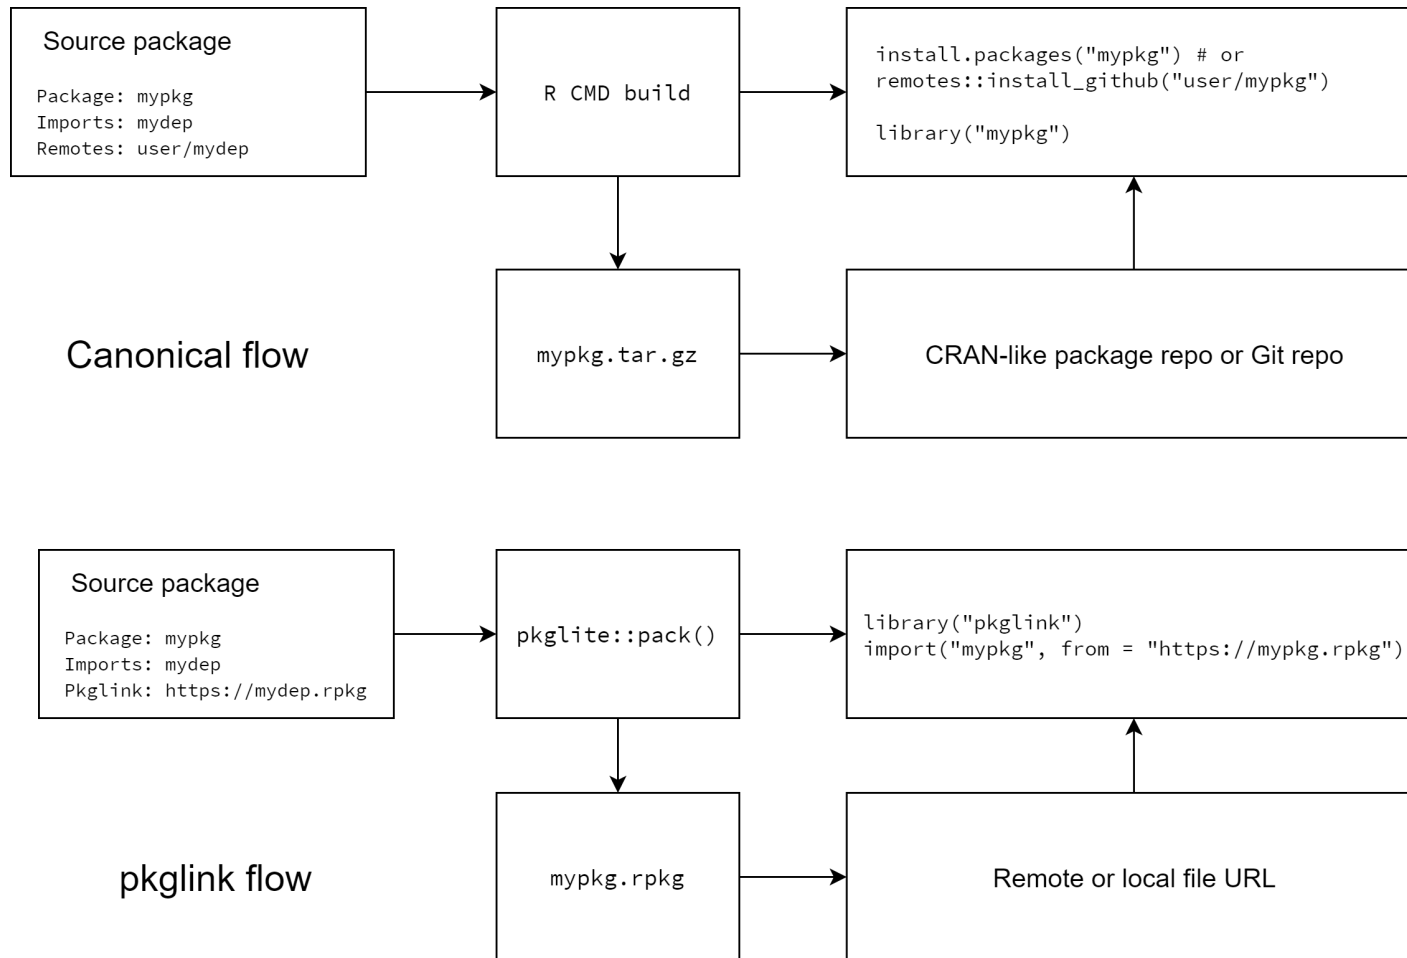 Source package
Package: mypkg
Imports: mydep
Remotes: user/mydep
R CMD build
install.packages("mypkg") # or
remotes::install_github("user/mypkg")
library("mypkg")
Canonical flow
mypkg.tar.gz
CRAN-like package repo or Git repo
Source package
Package: mypkg
Imports: mydep
Pkglink: https://mydep.rpkg
pkglite::pack()
library("pkglink")
import("mypkg", from = "https://mypkg.rpkg")
pkglink flow
mypkg.rpkg
Remote or local file URL